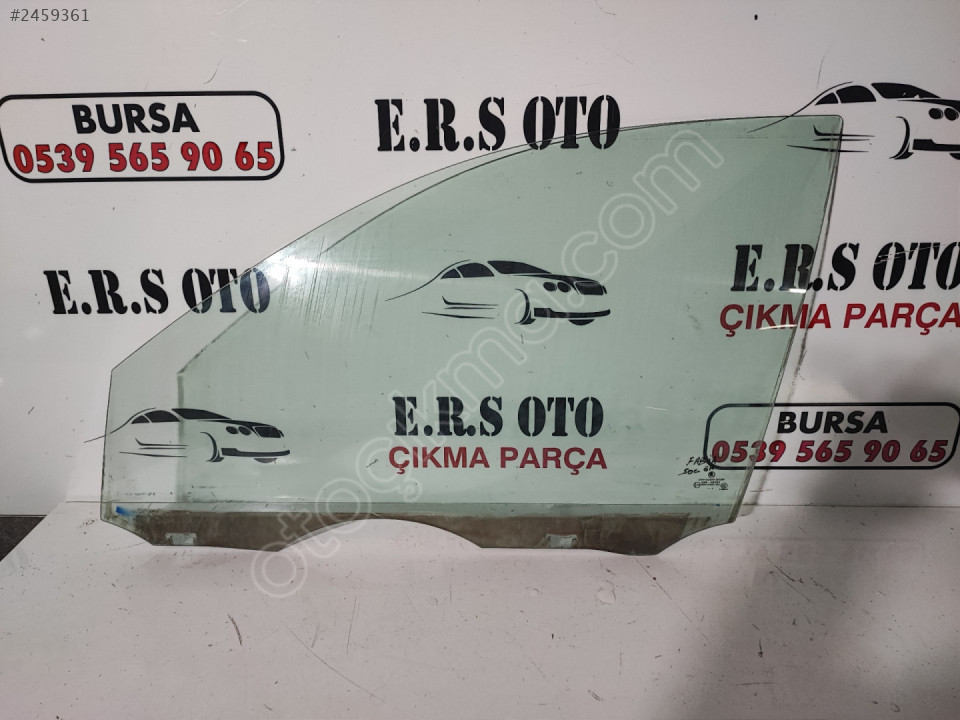 #2459361
BURSA
0539 565 90 65
E.R.S OTO
E.R.S OTO
E.R.S OTO
ÇIKMA PARÇA
E.R.S OTO
ÇIKMA PARÇA
BURSA
0539 565 90 65
otocikma.com